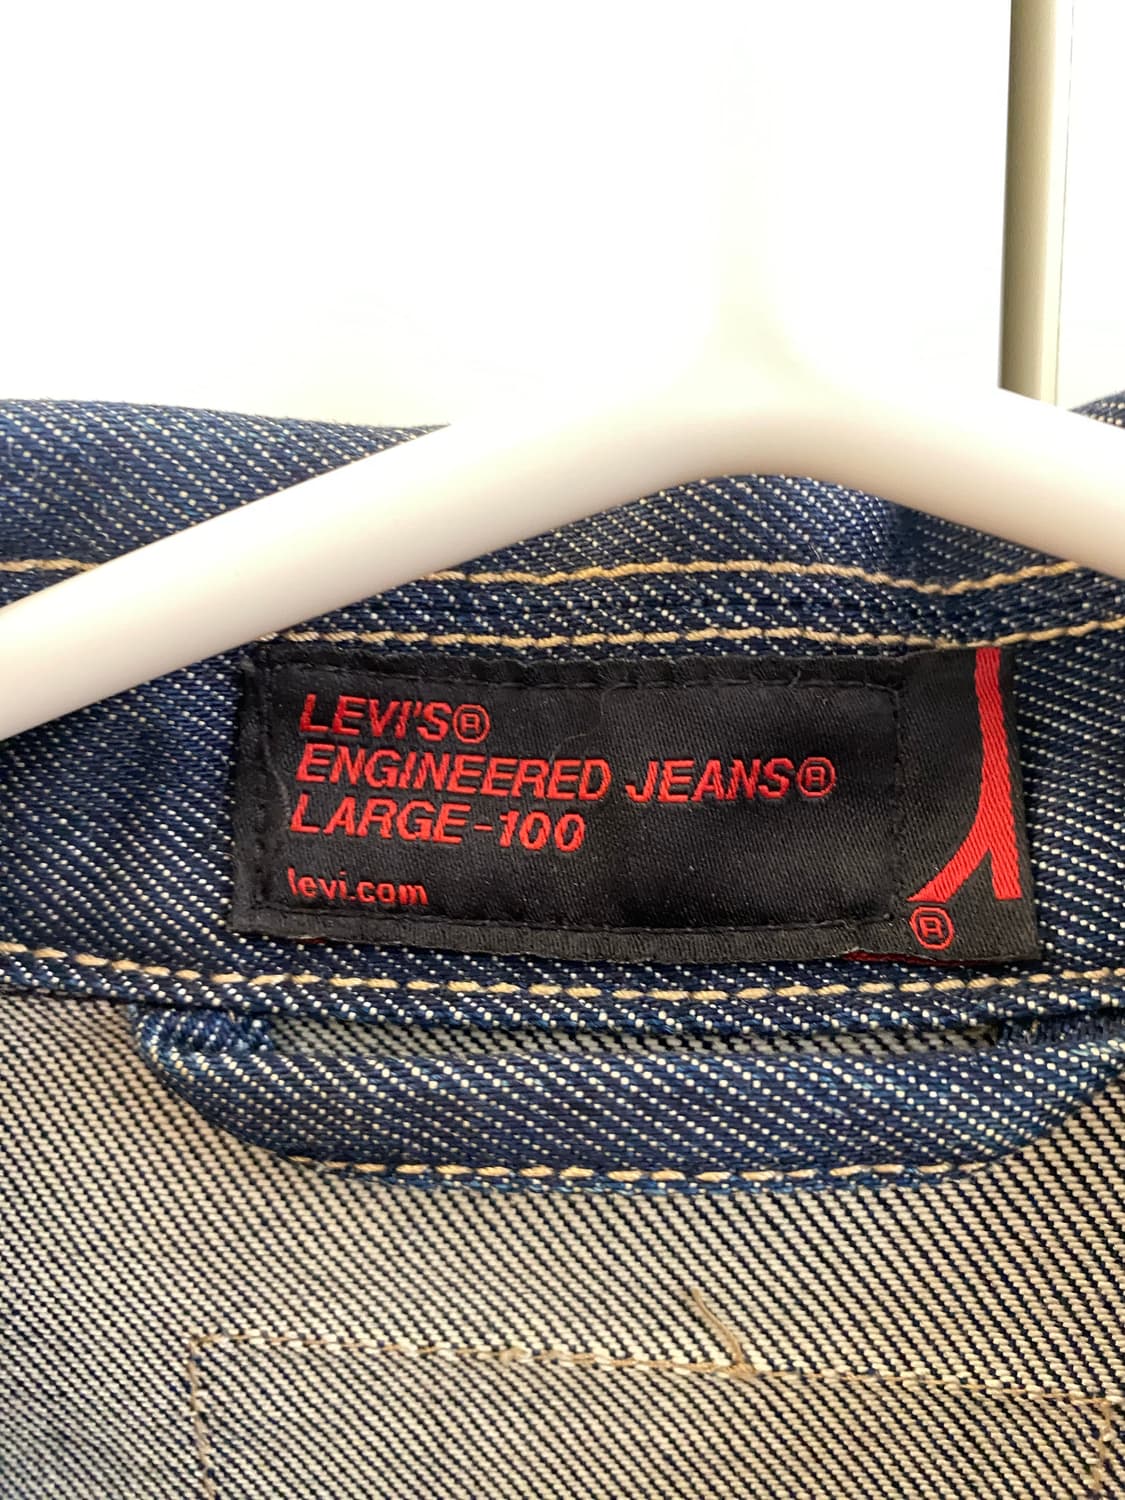 LEVI'S®
ENGINEERED JEANS®
LARGE-100
levi.com
®